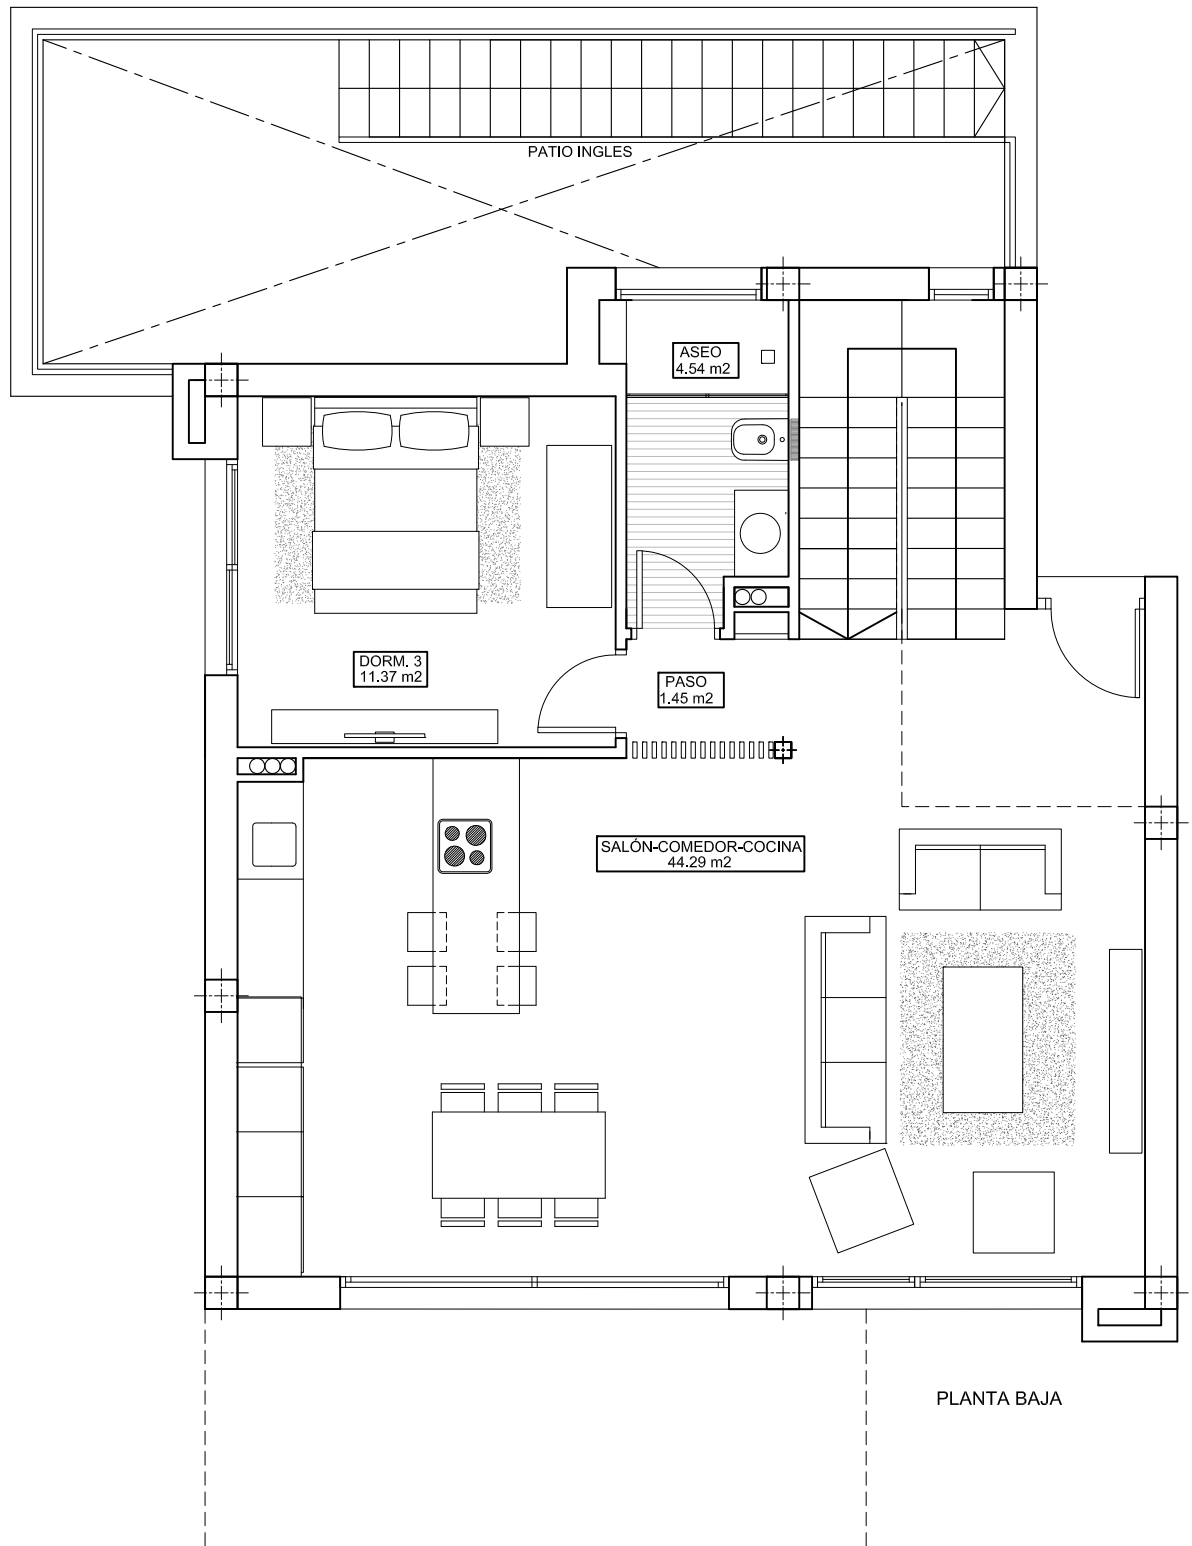 PATIO INGLES
ASEO
4.54 m2
DORM. 3
11.37 m2
PASO
1.45 m2
SALÓN-COMEDOR-COCINA
44.29 m2
PLANTA BAJA